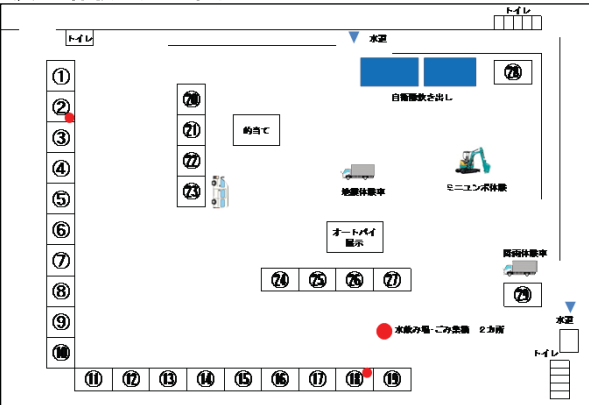 トイレ
トイレ
水道
①
②
③
④
⑤
⑥
⑦
⑧
⑨
⑩
⑪
⑫
⑬
⑭
⑮
⑯
⑰
⑱
⑲
⑳
㉑
㉒
㉓
的当て
自衛隊炊き出し
㉘
地震体験車
ミニユンボ体験
オートバイ
展示
㉔
㉕
㉖
㉗
降雨体験車
㉙
水道
水飲み場・ごみ集積 2カ所
トイレ